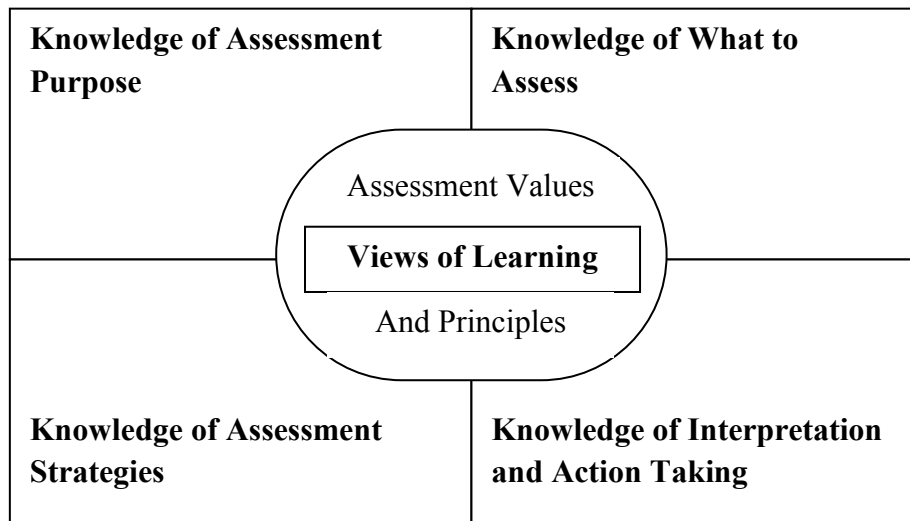 Knowledge of Assessment
Purpose
Knowledge of What to
Assess
Assessment Values
Views of Learning
And Principles
Knowledge of Assessment
Strategies
Knowledge of Interpretation
and Action Taking